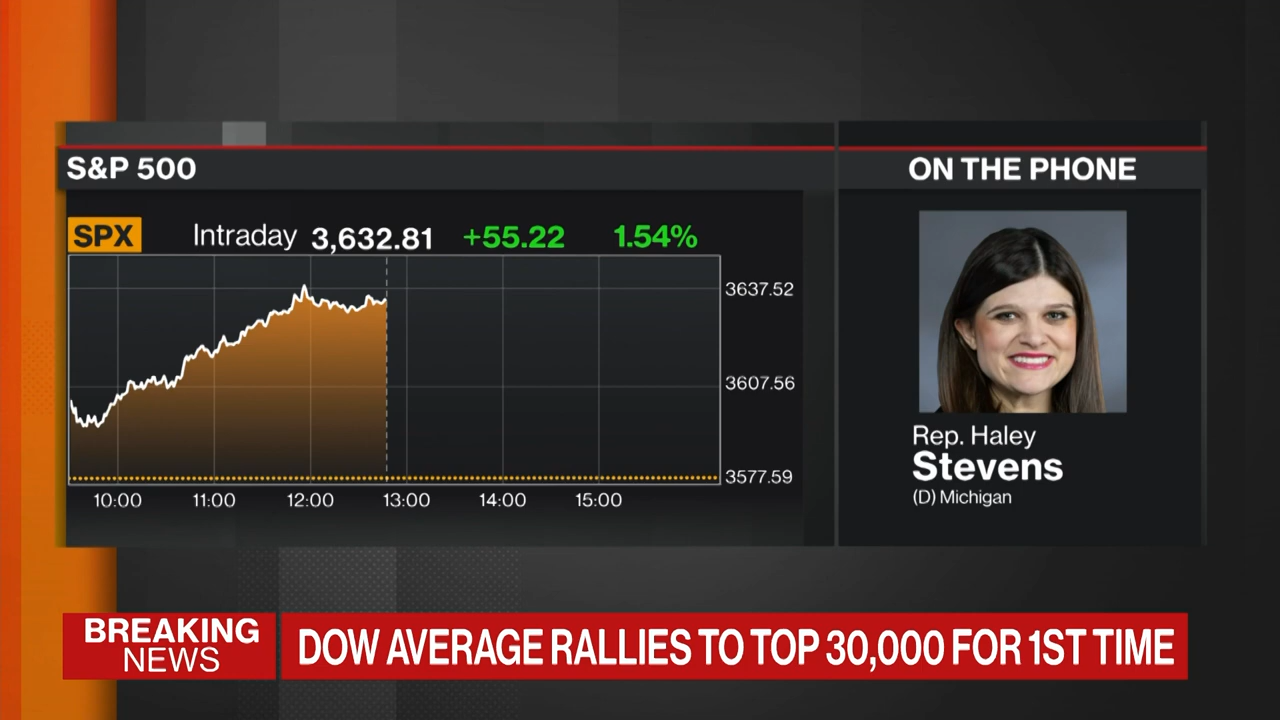 S&P 500
SPX Intraday 3,632.81 +55.22 1.54%
3637.52
3607.56
3577.59
10:00 11:00 12:00 13:00 14:00 15:00
ON THE PHONE
Rep. Haley
Stevens
(D) Michigan
BREAKING
NEWS
DOW AVERAGE RALLIES TO TOP 30,000 FOR 1ST TIME